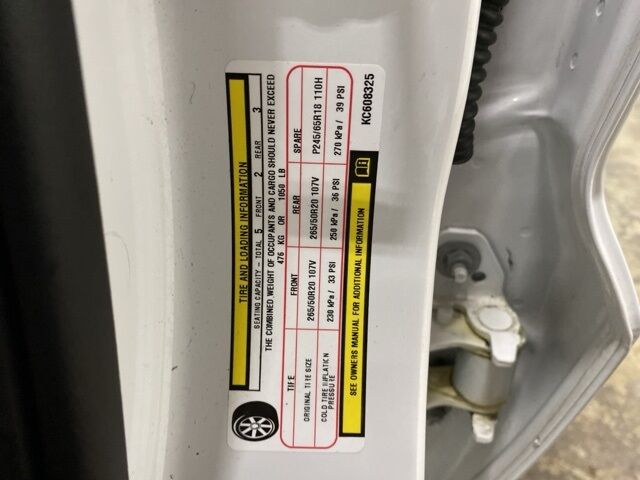 TIRE AND LOADING INFORMATION
SEATING CAPACITY - TOTAL 5 FRONT 2 REAR 3
THE COMBINED WEIGHT OF OCCUPANTS AND CARGO SHOULD NEVER EXCEED
476 KG OR 1050 LB
TIRE FRONT REAR SPARE
ORIGINAL TIRE SIZE 265/50R20 107V 265/50R20 107V P245/65R18 110H
COLD TIRE INFLATION PRESSURE 230 kPa / 33 PSI 250 kPa / 36 PSI 270 kPa / 39 PSI
SEE OWNERS MANUAL FOR ADDITIONAL INFORMATION
KC608325